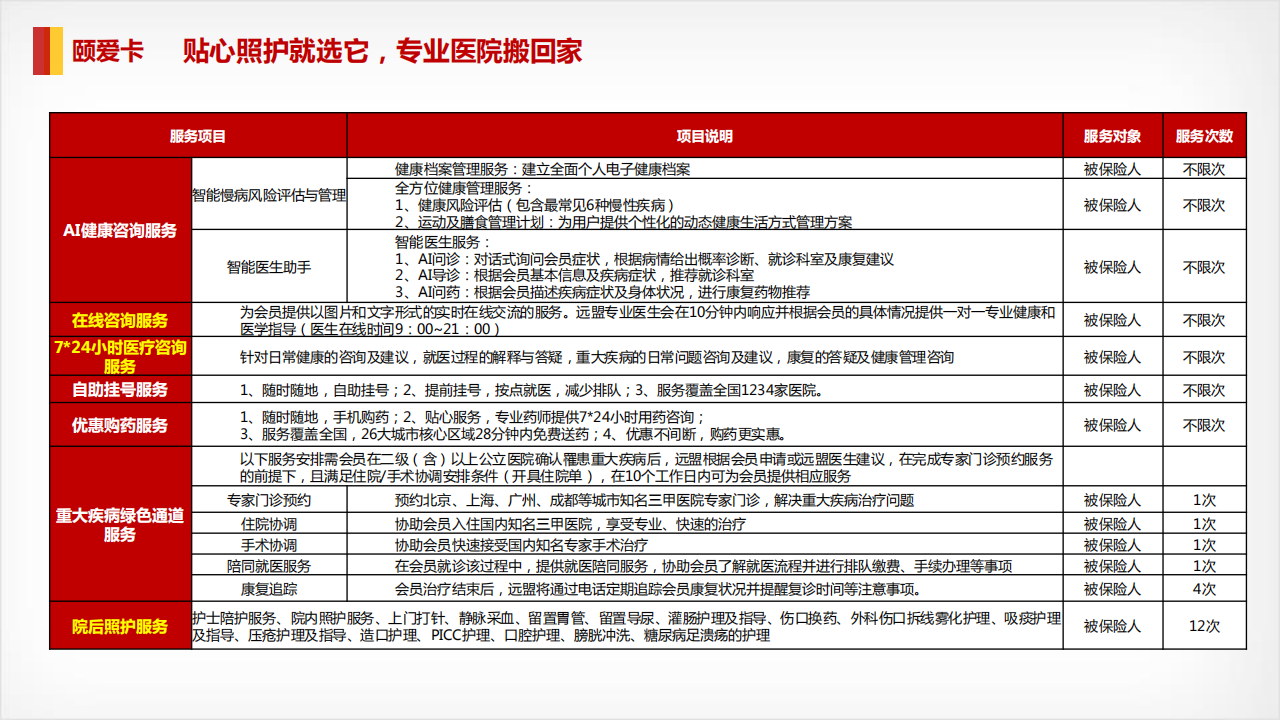 颐爱卡 贴心照护就选它，专业医院搬回家
服务项目 项目说明 服务对象 服务次数
AI健康咨询服务
智能慢病风险评估与管理
健康档案管理服务：建立全面个人电子健康档案 被保险人 不限次
全方位健康管理服务：
1、健康风险评估（包含最常见6种慢性疾病）
2、运动及膳食管理计划：为用户提供个性化的动态健康生活方式管理方案
被保险人 不限次
智能医生助手
智能医生服务：
1、AI问诊：对话式询问会员症状，根据病情给出概率诊断、就诊科室及康复建议
2、AI导诊：根据会员基本信息及疾病症状，推荐就诊科室
3、AI问药：根据会员描述疾病症状及身体状况，进行康复药物推荐
被保险人 不限次
在线咨询服务
为会员提供以图片和文字形式的实时在线交流的服务。远盟专业医生会在10分钟内响应并根据会员的具体情况提供一对一专业健康和
医学指导（医生在线时间9：00~21：00）
被保险人 不限次
7*24小时医疗咨询
服务
针对日常健康的咨询及建议，就医过程的解释与答疑，重大疾病的日常问题咨询及建议，康复的答疑及健康管理咨询 被保险人 不限次
自助挂号服务 1、随时随地，自助挂号；2、提前挂号，按点就医，减少排队；3、服务覆盖全国1234家医院。 被保险人 不限次
优惠购药服务
1、随时随地，手机购药；2、贴心服务，专业药师提供7*24小时用药咨询；
3、服务覆盖全国，26大城市核心区域28分钟内免费送药；4、优惠不间断，购药更实惠。
被保险人 不限次
重大疾病绿色通道
服务
以下服务安排需会员在二级（含）以上公立医院确认罹患重大疾病后，远盟根据会员申请或远盟医生建议，在完成专家门诊预约服务
的前提下，且满足住院/手术协调安排条件（开具住院单），在10个工作日内可为会员提供相应服务
专家门诊预约 预约北京、上海、广州、成都等城市知名三甲医院专家门诊，解决重大疾病治疗问题 被保险人 1次
住院协调 协助会员入住国内知名三甲医院，享受专业、快速的治疗 被保险人 1次
手术协调 协助会员快速接受国内知名专家手术治疗 被保险人 1次
陪同就医服务 在会员就诊该过程中，提供就医陪同服务，协助会员了解就医流程并进行排队缴费、手续办理等事项 被保险人 1次
康复追踪 会员治疗结束后，远盟将通过电话定期追踪会员康复状况并提醒复诊时间等注意事项。 被保险人 4次
院后照护服务
护士陪护服务、院内照护服务、上门打针、静脉采血、留置胃管、留置导尿、灌肠护理及指导、伤口换药、外科伤口拆线雾化护理、吸痰护理
及指导、压疮护理及指导、造口护理、PICC护理、口腔护理、膀胱冲洗、糖尿病足溃疡的护理
被保险人 12次